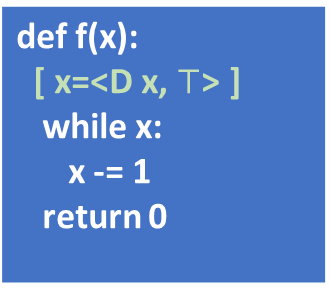 def f(x):
[ x=<D x, ⊤> ]
while x:
x -= 1
return 0